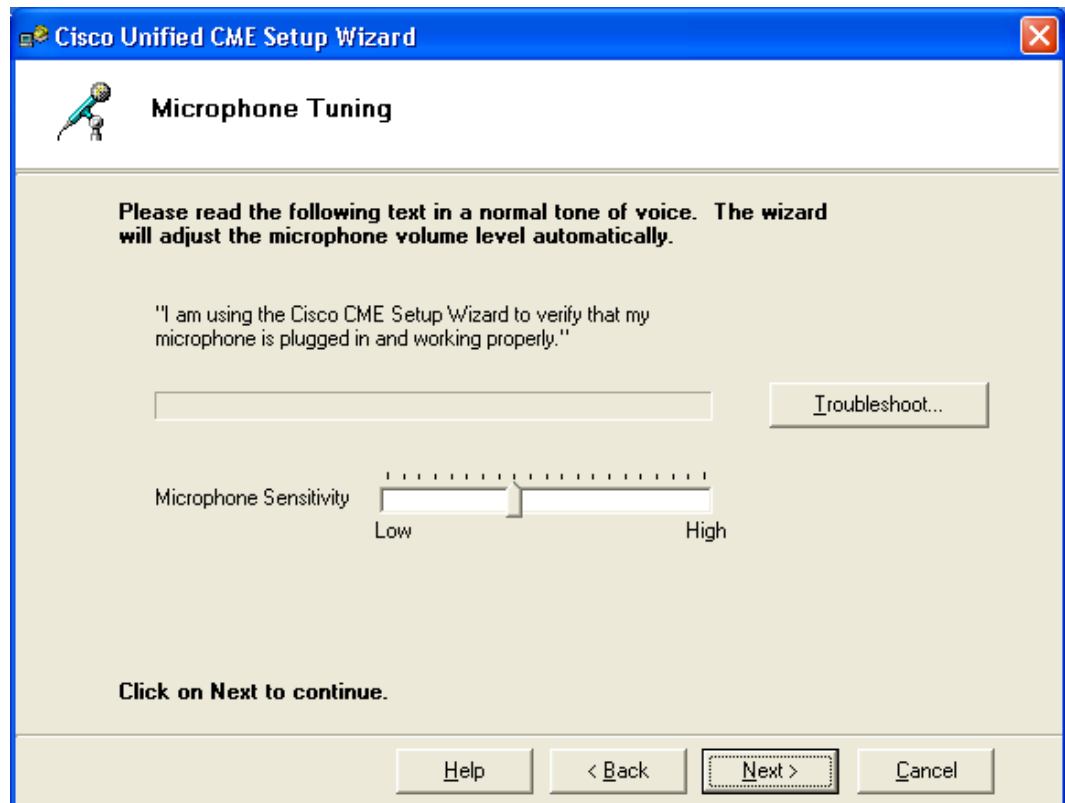 Cisco Unified CME Setup Wizard
Microphone Tuning
Please read the following text in a normal tone of voice.  The wizard
will adjust the microphone volume level automatically.
"I am using the Cisco CME Setup Wizard to verify that my
microphone is plugged in and working properly."
Troubleshoot...
Microphone Sensitivity
Low High
Click on Next to continue.
Help < Back Next > Cancel